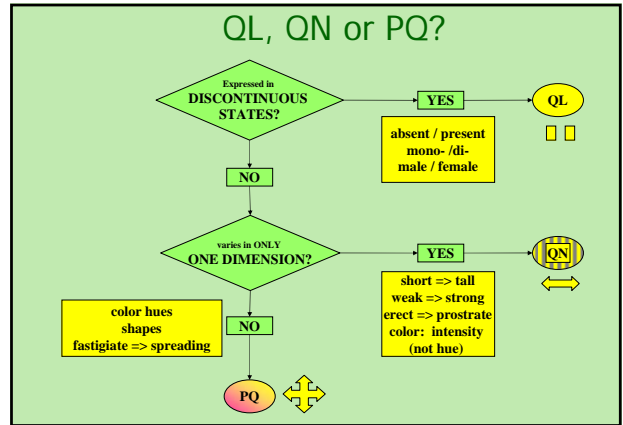 QL, QN or PQ?
Expressed in
DISCONTINUOUS
STATES?
YES
QL
absent / present
mono- /di-
male / female
NO
varies in ONLY
ONE DIMENSION?
YES
QN
short => tall
weak => strong
erect => prostrate
color: intensity
(not hue)
color hues
shapes
fastigiate => spreading
NO
PQ